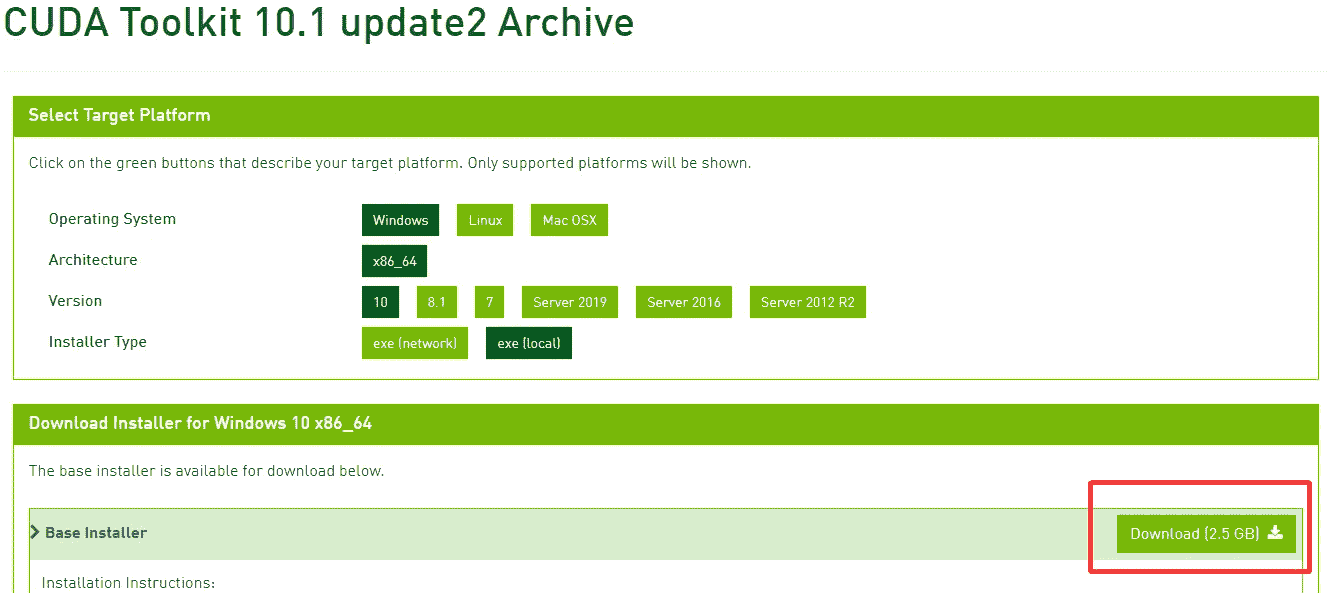 CUDA Toolkit 10.1 update2 Archive
Select Target Platform
Click on the green buttons that describe your target platform. Only supported platforms will be shown.
Operating System Windows Linux Mac OSX
Architecture x86_64
Version 10 8.1 7 Server 2019 Server 2016 Server 2012 R2
Installer Type exe (network) exe (local)
Download Installer for Windows 10 x86_64
The base installer is available for download below.
Base Installer Download (2.5 GB)
Installation Instructions: